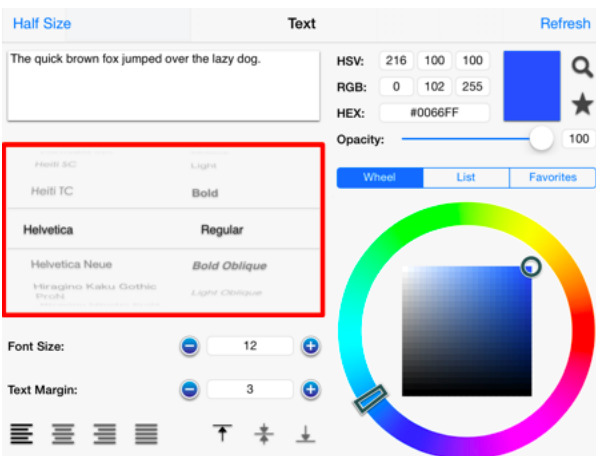 Half Size
Text
Refresh
The quick brown fox jumped over the lazy dog.
HSV: 216 100 100
RGB: 0 102 255
HEX: #0066FF
Opacity: 100
Wheel List Favorites
Heiti SC Light
Heiti TC Bold
Helvetica Regular
Helvetica Neue Bold Oblique
Hiragino Kaku Gothic Light Oblique
ProN
Font Size: 12
Text Margin: 3